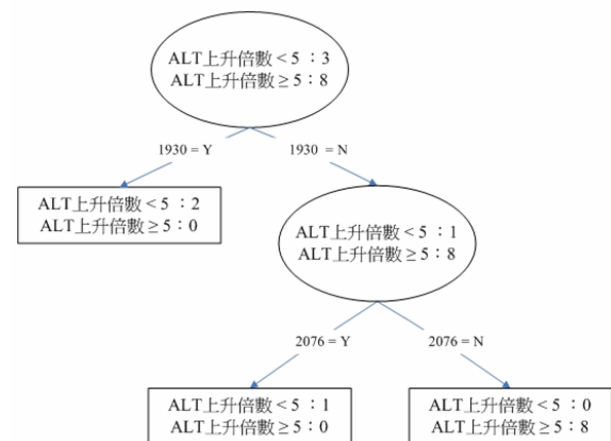 ALT上升倍數 < 5 ：3
ALT上升倍數 ≥ 5：8
1930 = Y
1930 = N
ALT上升倍數 < 5 ：2
ALT上升倍數 ≥ 5：0
ALT上升倍數 < 5 ：1
ALT上升倍數 ≥ 5：8
2076 = Y
2076 = N
ALT上升倍數 < 5 ：1
ALT上升倍數 ≥ 5：0
ALT上升倍數 < 5 ：0
ALT上升倍數 ≥ 5：8